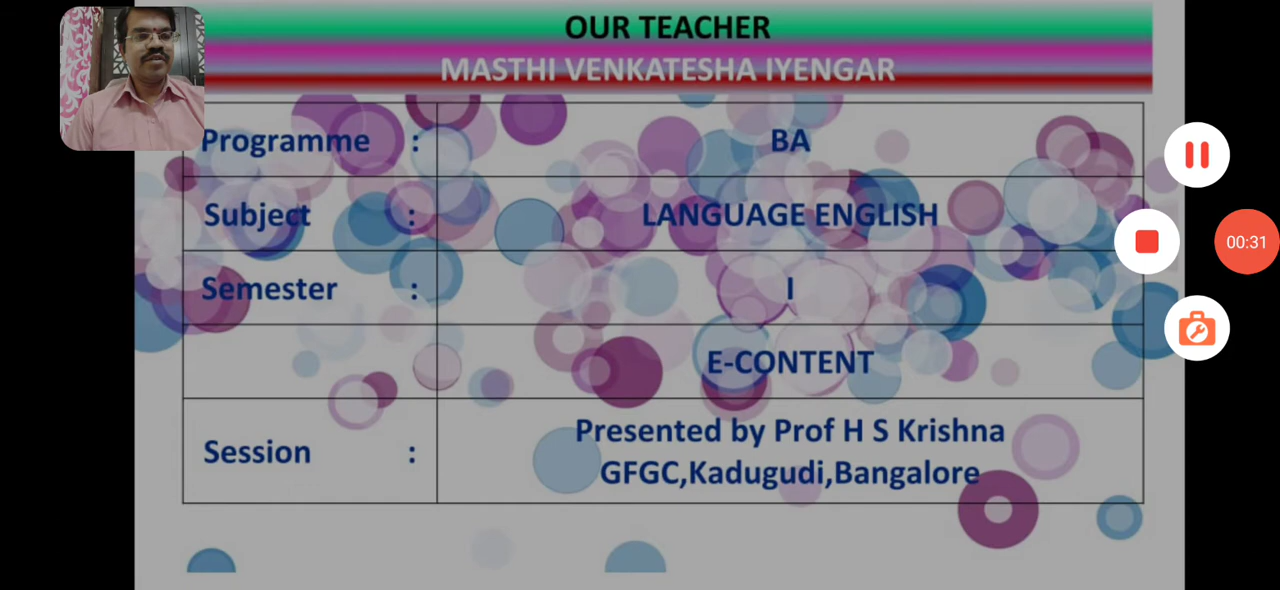 OUR TEACHER
MASTHI VENKATESHA IYENGAR
Programme : BA
Subject : LANGUAGE ENGLISH
Semester : I
E-CONTENT
Session : Presented by Prof H S Krishna
GFGC,Kadugudi,Bangalore
00:31